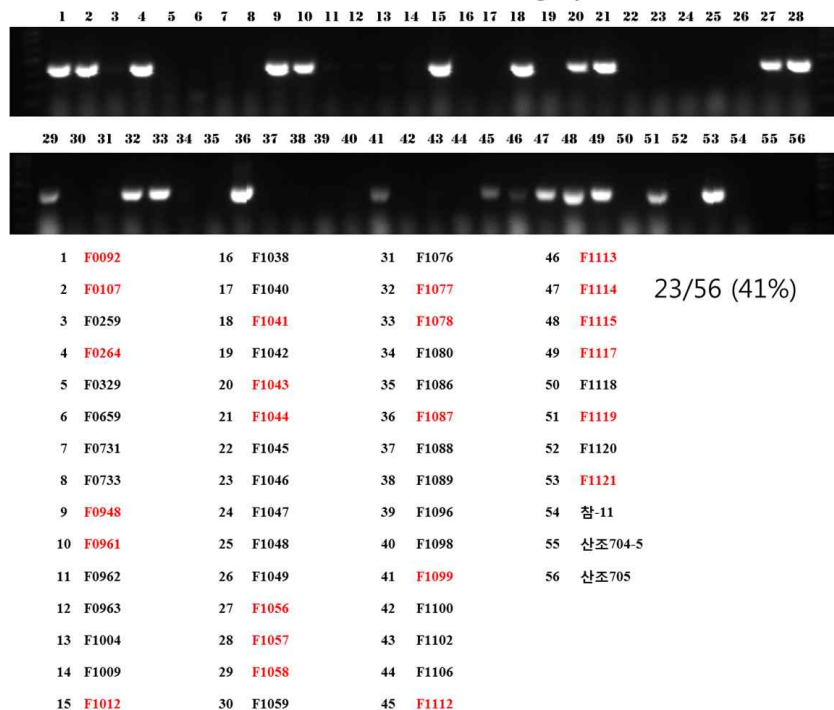 1 2 3 4 5 6 7 8 9 10 11 12 13 14 15 16 17 18 19 20 21 22 23 24 25 26 27 28
29 30 31 32 33 34 35 36 37 38 39 40 41 42 43 44 45 46 47 48 49 50 51 52 53 54 55 56
1 F0092 16 F1038 31 F1076 46 F1113
2 F0107 17 F1040 32 F1077 47 F1114
23/56 (41%)
3 F0259 18 F1041 33 F1078 48 F1115
4 F0264 19 F1042 34 F1080 49 F1117
5 F0329 20 F1043 35 F1086 50 F1118
6 F0659 21 F1044 36 F1087 51 F1119
7 F0731 22 F1045 37 F1088 52 F1120
8 F0733 23 F1046 38 F1089 53 F1121
9 F0948 24 F1047 39 F1096 54 참-11
10 F0961 25 F1048 40 F1098 55 산조704-5
11 F0962 26 F1049 41 F1099 56 산조705
12 F0963 27 F1056 42 F1100
13 F1004 28 F1057 43 F1102
14 F1009 29 F1058 44 F1106
15 F1012 30 F1059 45 F1112